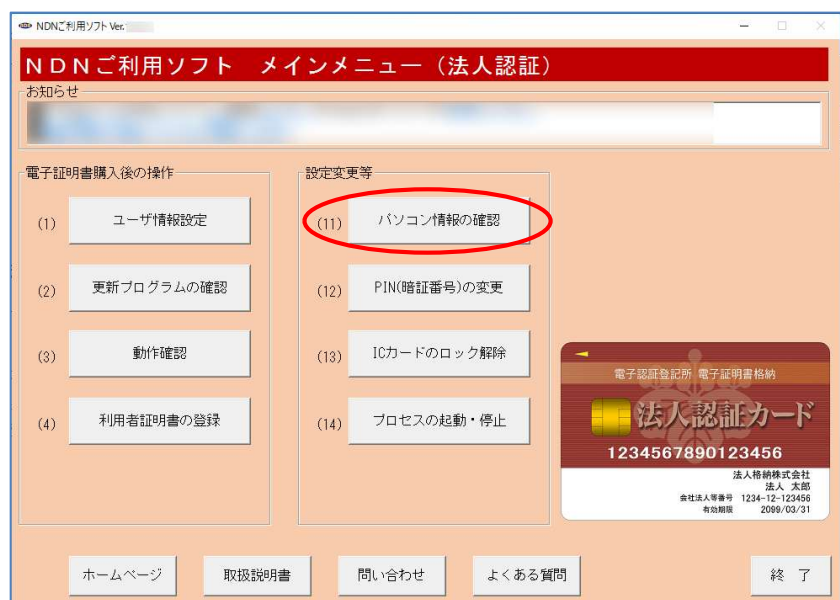 NDNご利用ソフト Ver.
NDNご利用ソフト メインメニュー（法人認証）
お知らせ
電子証明書購入後の操作
(1) ユーザ情報設定
(2) 更新プログラムの確認
(3) 動作確認
(4) 利用者証明書の登録
設定変更等
(11) パソコン情報の確認
(12) PIN(暗証番号)の変更
(13) ICカードのロック解除
(14) プロセスの起動・停止
電子認証登記所 電子証明書格納
法人認証カード
1234567890123456
法人格納株式会社
法人 太郎
会社法人等番号 1234-12-123456
有効期限 2099/03/31
ホームページ
取扱説明書
問い合わせ
よくある質問
終 了